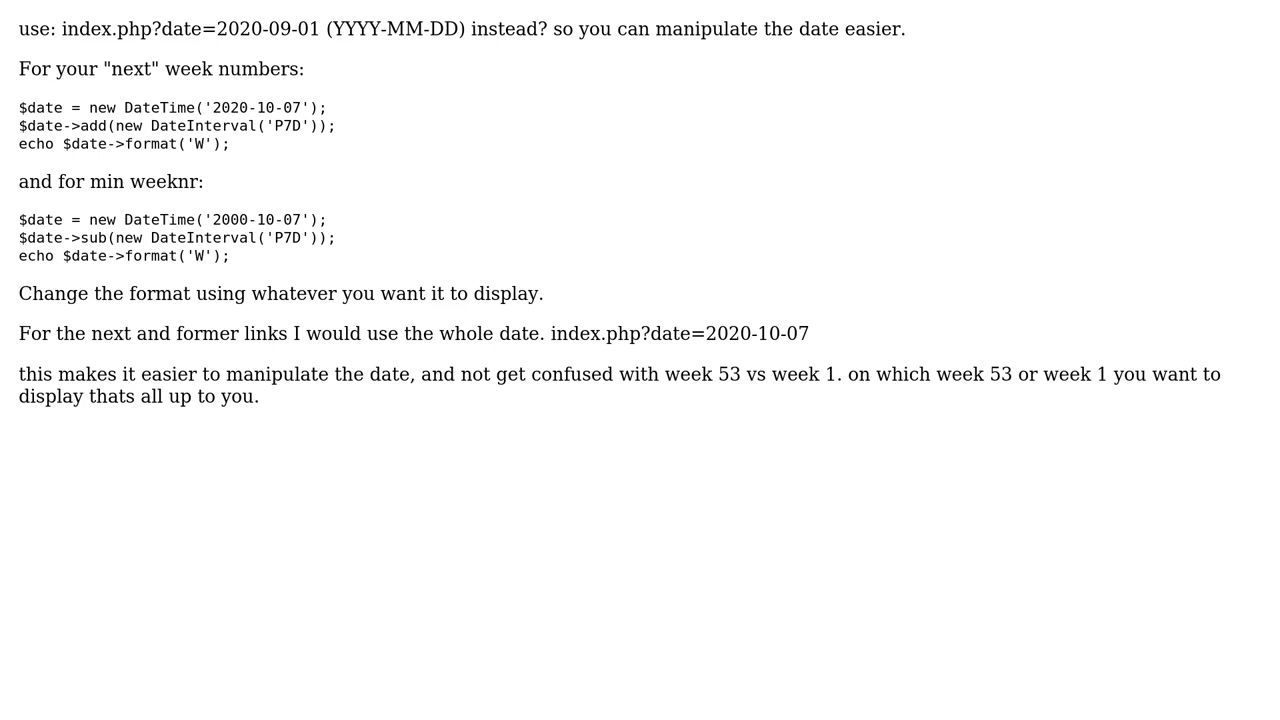 use: index.php?date=2020-09-01 (YYYY-MM-DD) instead? so you can manipulate the date easier.
For your "next" week numbers:
$date = new DateTime('2020-10-07');
$date->add(new DateInterval('P7D'));
echo $date->format('W');
and for min weeknr:
$date = new DateTime('2000-10-07');
$date->sub(new DateInterval('P7D'));
echo $date->format('W');
Change the format using whatever you want it to display.
For the next and former links I would use the whole date. index.php?date=2020-10-07
this makes it easier to manipulate the date, and not get confused with week 53 vs week 1. on which week 53 or week 1 you want to
display thats all up to you.